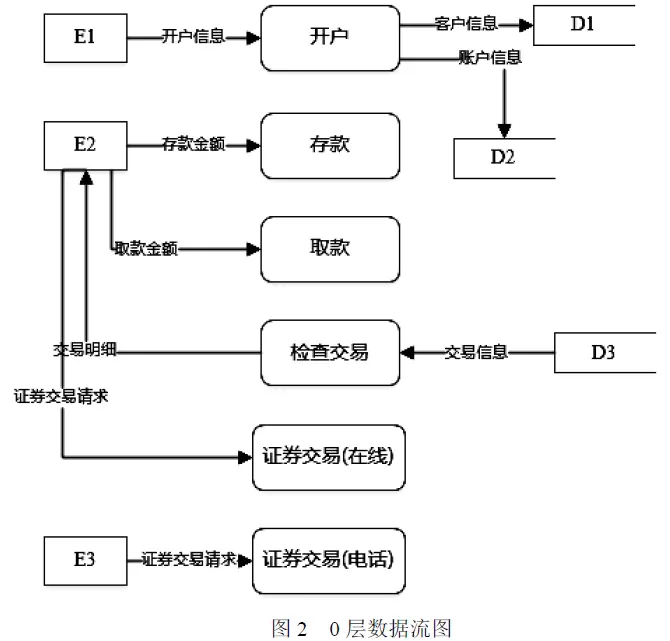 E1
开户信息
开户
客户信息
D1
账户信息
D2
E2
存款金额
存款
取款金额
取款
交易明细
检查交易
交易信息
D3
证券交易请求
证券交易(在线)
E3
证券交易请求
证券交易(电话)
图 2 0 层数据流图